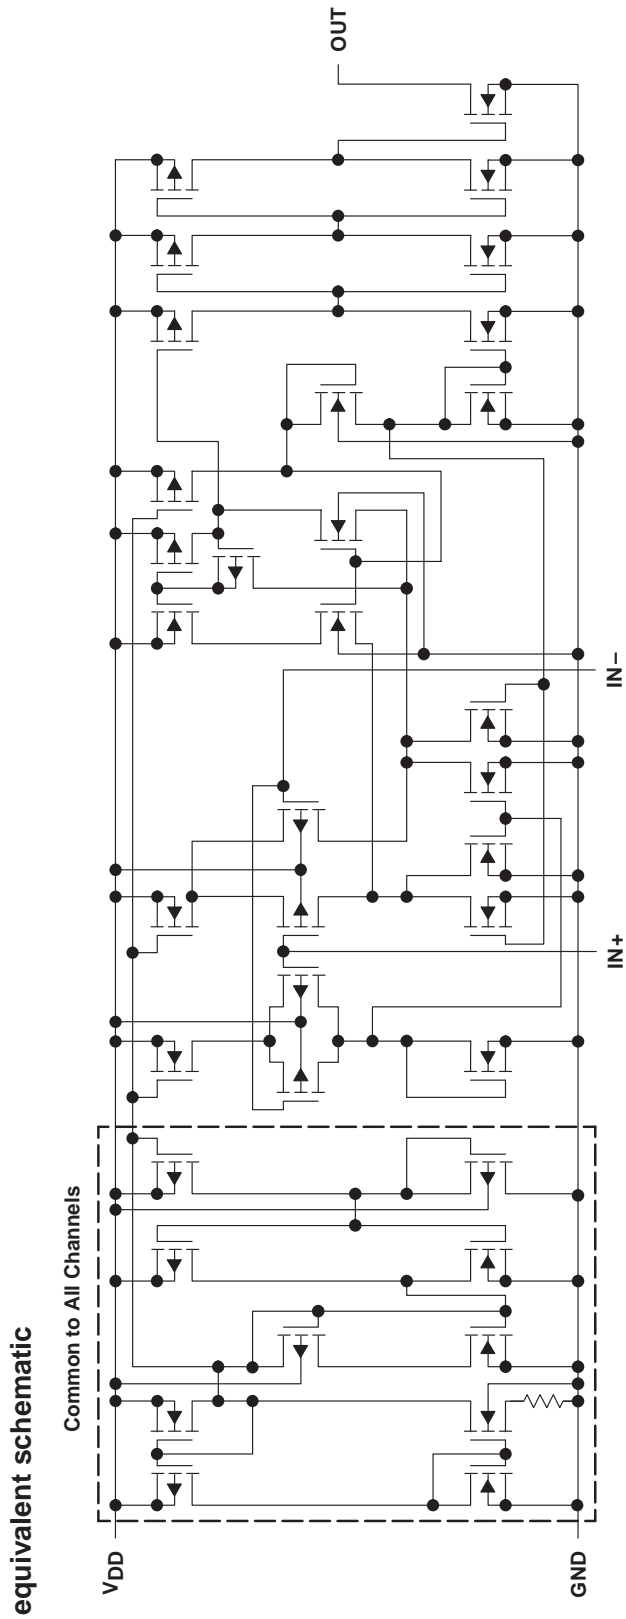 equivalent schematic
Common to All Channels
VDD
GND
IN+
IN−
OUT